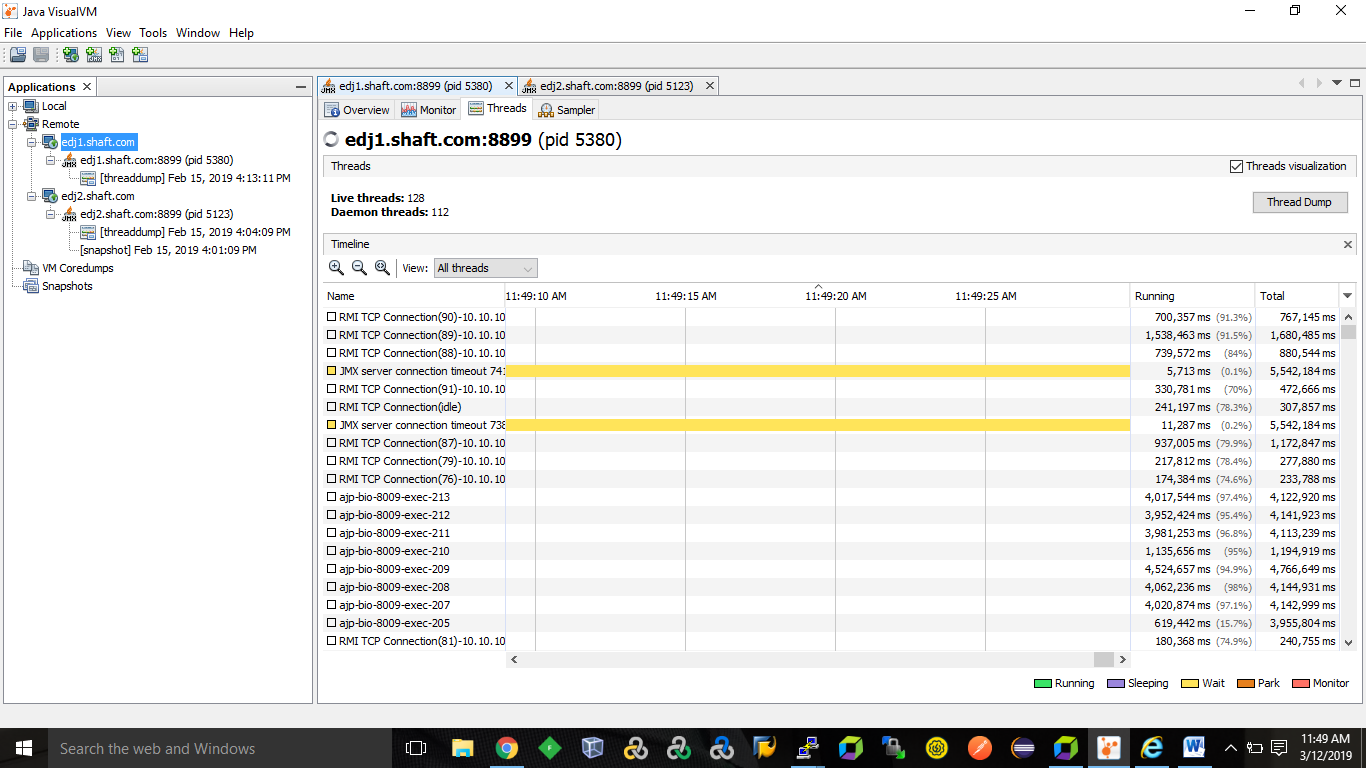 Java VisualVM
File Applications View Tools Window Help
Applications
Local
Remote
edj1.shaft.com
edj1.shaft.com:8899 (pid 5380)
[threaddump] Feb 15, 2019 4:13:11 PM
edj2.shaft.com
edj2.shaft.com:8899 (pid 5123)
[threaddump] Feb 15, 2019 4:04:09 PM
[snapshot] Feb 15, 2019 4:01:09 PM
VM Coredumps
Snapshots
edj1.shaft.com:8899 (pid 5380) edj2.shaft.com:8899 (pid 5123)
Overview Monitor Threads Sampler
edj1.shaft.com:8899 (pid 5380)
Threads Threads visualization
Live threads: 128
Daemon threads: 112
Thread Dump
Timeline
View: All threads
Name 11:49:10 AM 11:49:15 AM 11:49:20 AM 11:49:25 AM Running Total
RMI TCP Connection(90)-10.10.10 700,357 ms (91.3%) 767,145 ms
RMI TCP Connection(89)-10.10.10 1,538,463 ms (91.5%) 1,680,485 ms
RMI TCP Connection(88)-10.10.10 739,572 ms (84%) 880,544 ms
JMX server connection timeout 741 5,713 ms (0.1%) 5,542,184 ms
RMI TCP Connection(91)-10.10.10 330,781 ms (70%) 472,666 ms
RMI TCP Connection(idle) 241,197 ms (78.3%) 307,857 ms
JMX server connection timeout 738 11,287 ms (0.2%) 5,542,184 ms
RMI TCP Connection(87)-10.10.10 937,005 ms (79.9%) 1,172,847 ms
RMI TCP Connection(79)-10.10.10 217,812 ms (78.4%) 277,880 ms
RMI TCP Connection(76)-10.10.10 174,384 ms (74.6%) 233,788 ms
ajp-bio-8009-exec-213 4,017,544 ms (97.4%) 4,122,920 ms
ajp-bio-8009-exec-212 3,952,424 ms (95.4%) 4,141,923 ms
ajp-bio-8009-exec-211 3,981,253 ms (96.8%) 4,113,239 ms
ajp-bio-8009-exec-210 1,135,656 ms (95%) 1,194,919 ms
ajp-bio-8009-exec-209 4,524,657 ms (94.9%) 4,766,649 ms
ajp-bio-8009-exec-208 4,062,236 ms (98%) 4,144,931 ms
ajp-bio-8009-exec-207 4,020,874 ms (97.1%) 4,142,999 ms
ajp-bio-8009-exec-205 619,442 ms (15.7%) 3,955,804 ms
RMI TCP Connection(81)-10.10.10 180,368 ms (74.9%) 240,755 ms
Running Sleeping Wait Park Monitor
Search the web and Windows
11:49 AM
3/12/2019